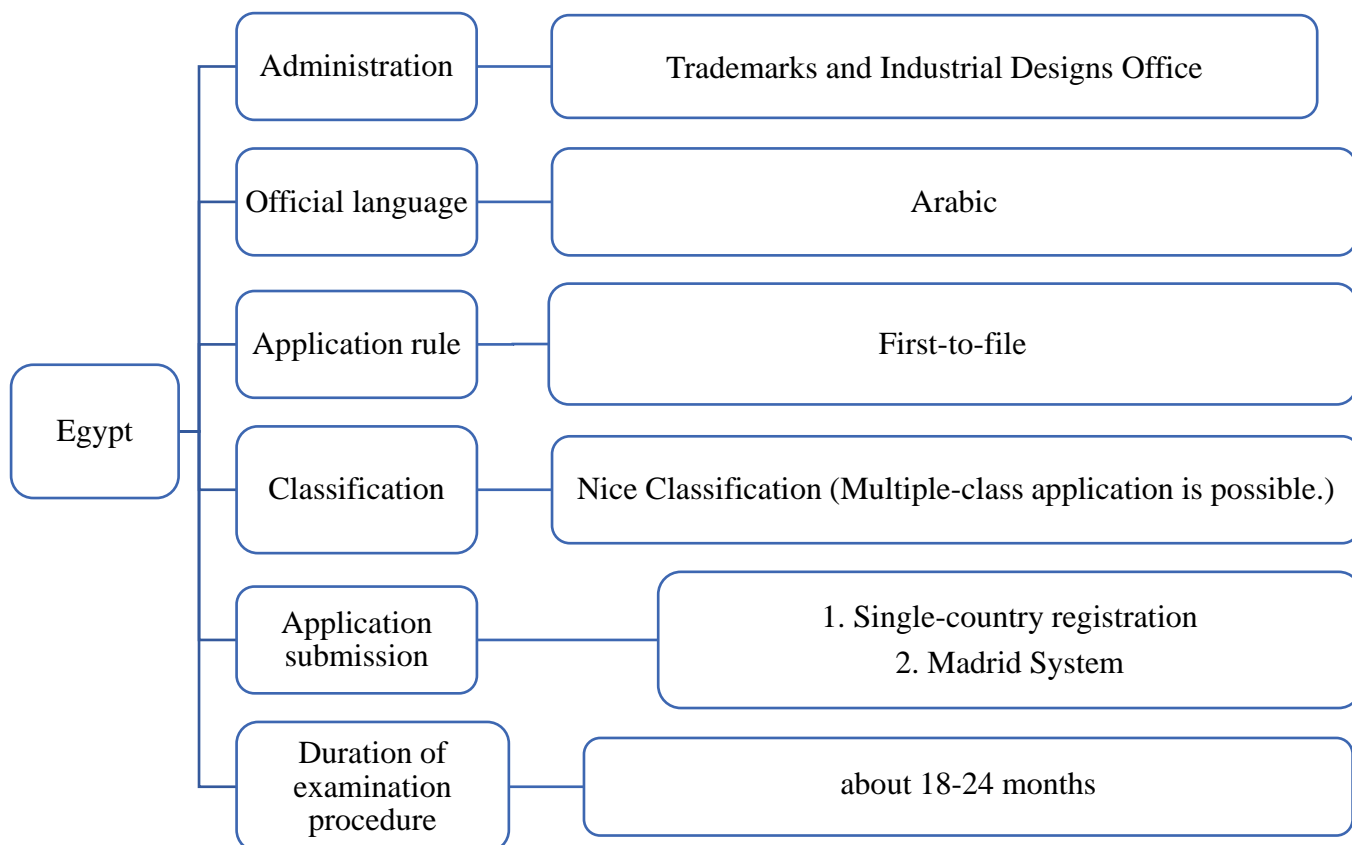 Egypt
Administration
Trademarks and Industrial Designs Office
Official language
Arabic
Application rule
First-to-file
Classification
Nice Classification (Multiple-class application is possible.)
Application
submission
1. Single-country registration
2. Madrid System
Duration of
examination
procedure
about 18-24 months